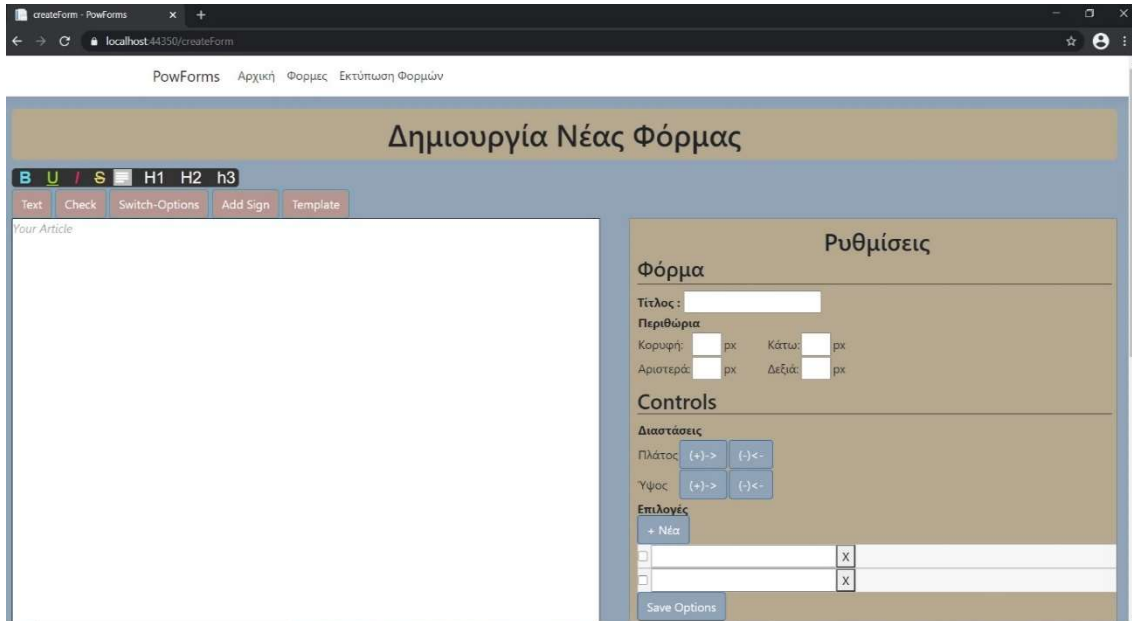 createForm - PowForms
localhost:44350/createForm
PowForms Αρχική Φορμες Εκτύπωση Φορμών
Δημιουργία Νέας Φόρμας
B U I S H1 H2 h3
Text Check Switch-Options Add Sign Template
Your Article
Ρυθμίσεις
Φόρμα
Τίτλος :
Περιθώρια
Κορυφή: px Κάτω: px
Αριστερά: px Δεξιά: px
Controls
Διαστάσεις
Πλάτος (+)-> (-)<-
Ύψος (+)-> (-)<-
Επιλογές
+ Νέα
X
X
Save Options